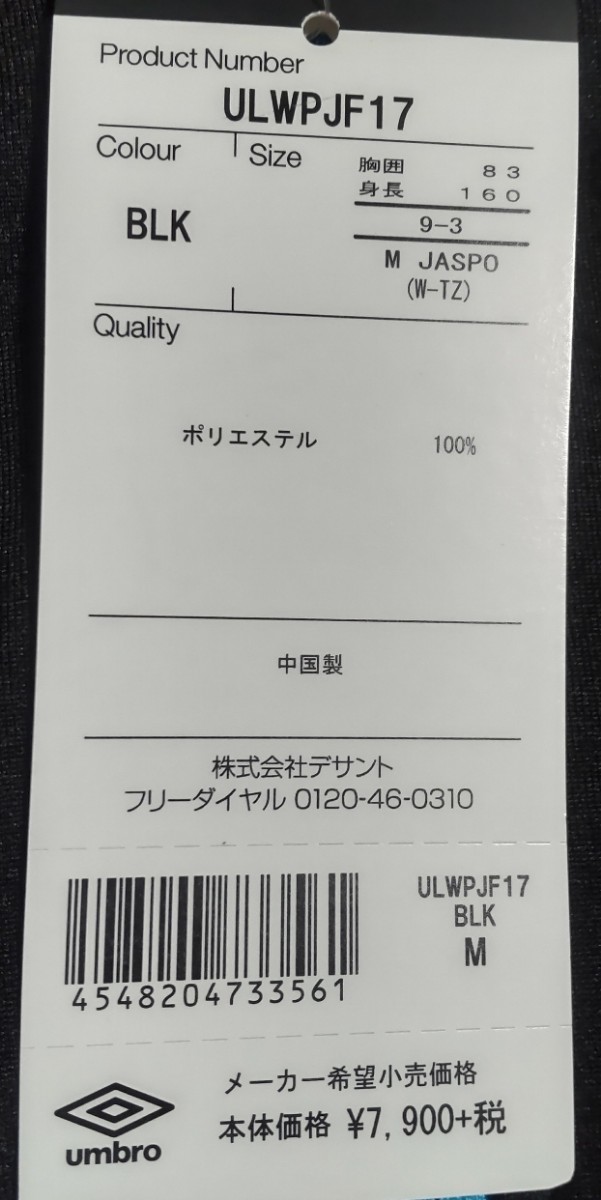 Product Number
ULWPJF17
Colour
Size
胸囲 83
身長 160
BLK
9-3
M JASPO
(W-TZ)
Quality
ポリエステル 100%
中国製
株式会社デサント
フリーダイヤル 0120-46-0310
ULWPJF17
BLK
M
4548204733561
メーカー希望小売価格
本体価格 ¥7,900+税
umbro